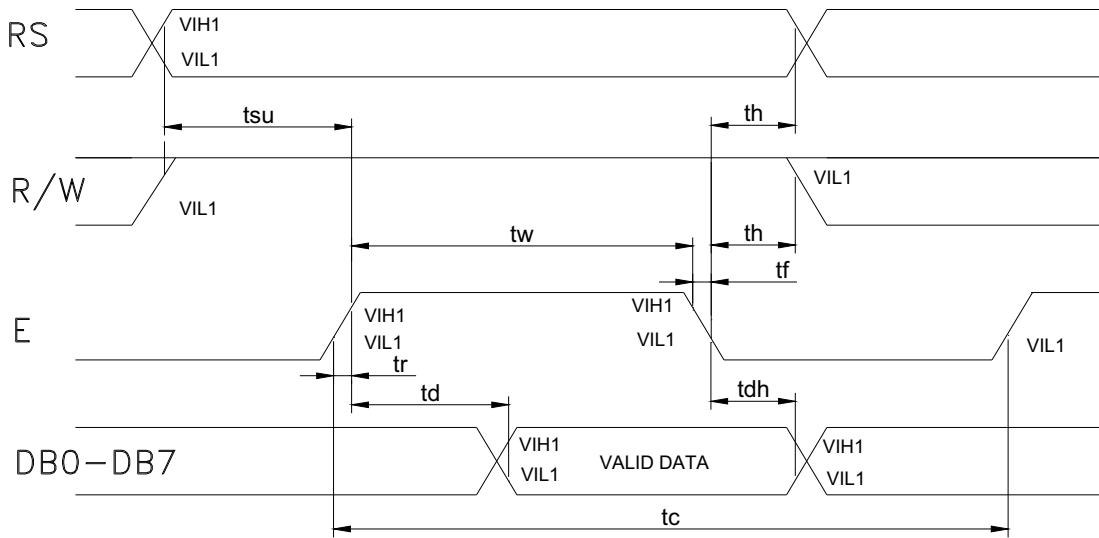 RS
VIH1
VIL1
tsu
th
R/W
VIL1
VIL1
tw
th
tf
E
VIH1
VIL1
VIH1
VIL1
VIL1
tr
td
tdh
DB0-DB7
VIH1
VIL1
VALID DATA
VIH1
VIL1
tc